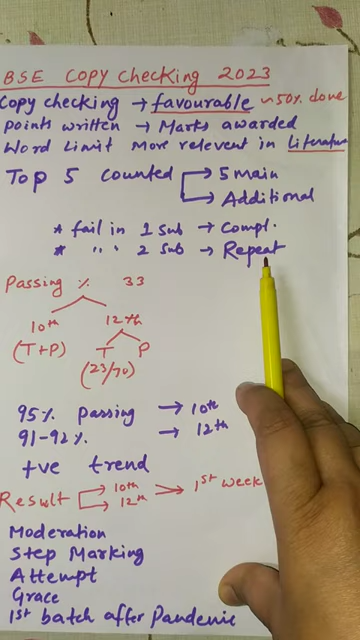 BSE COPY CHECKING 2023
Copy checking → favourable ~ 50% done
points written → Marks awarded
Word Limit More relevent in Literature
Top 5 counted → 5 main
→ Additional
* fail in 1 sub → Compl.
* " " 2 sub → Repeat
Passing % 33
10th 12th
(T+P) T P
(23/70)
95% Passing → 10th
91-92% → 12th
+ve trend
Result → 10th → 1st week
→ 12th
Moderation
Step Marking
Attempt
Grace
1st batch after Pandemic